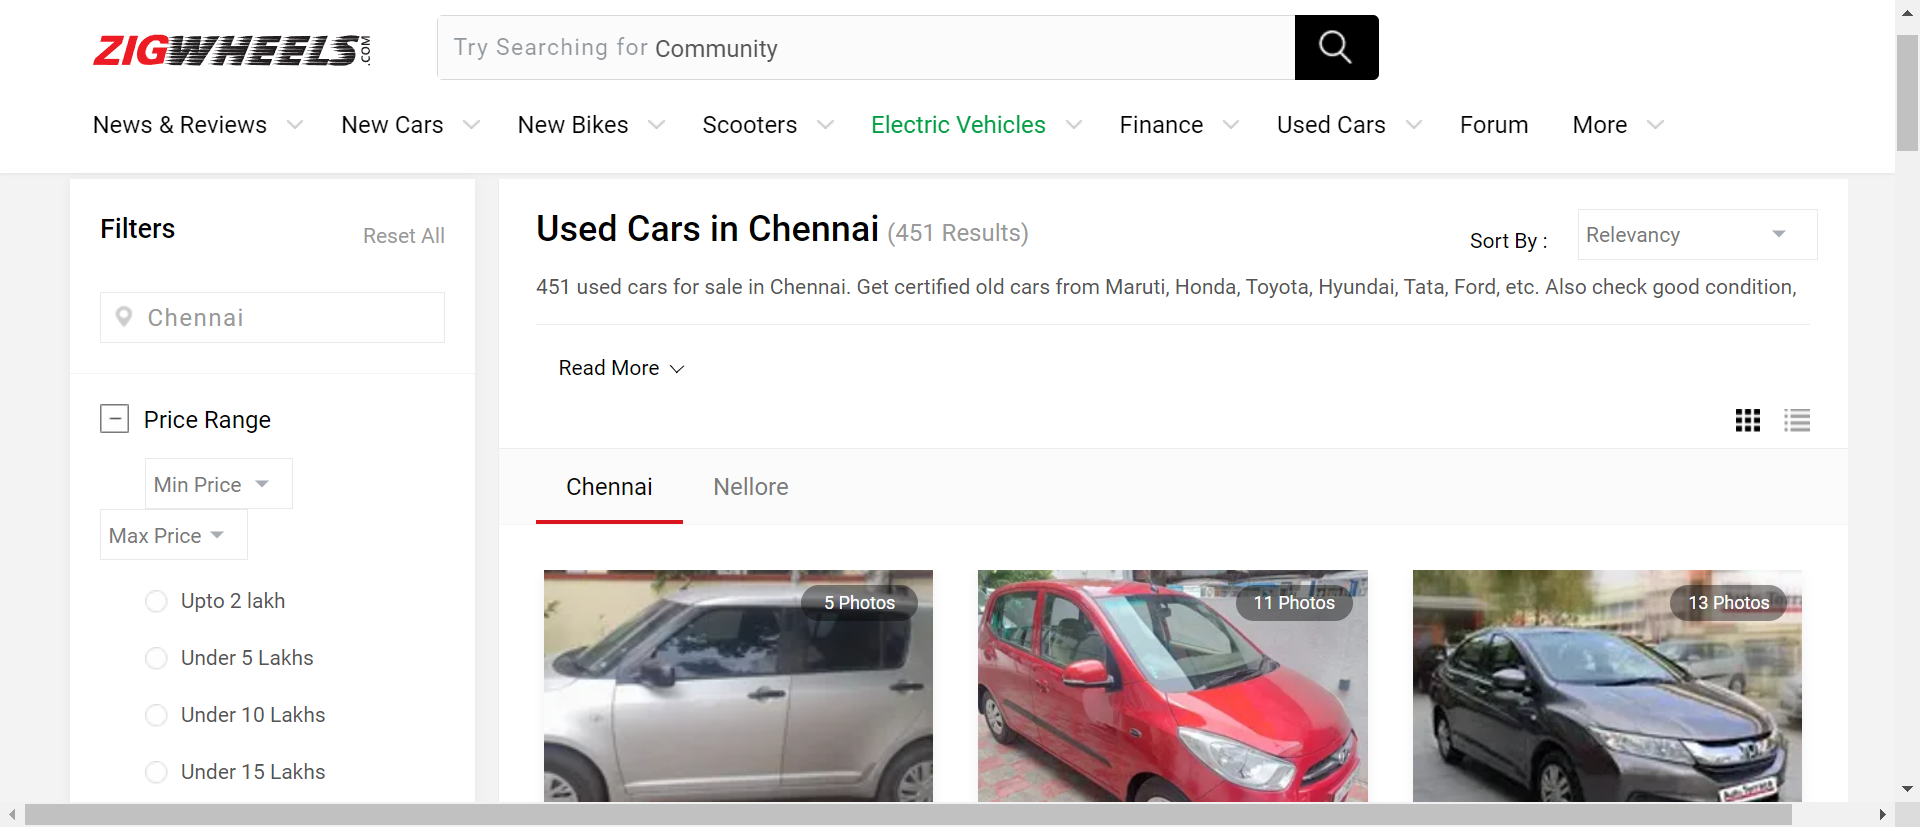 ZIGWHEELS.COM
Try Searching for Community
News & Reviews
New Cars
New Bikes
Scooters
Electric Vehicles
Finance
Used Cars
Forum
More
Filters
Reset All
Chennai
Price Range
Min Price
Max Price
Upto 2 lakh
Under 5 Lakhs
Under 10 Lakhs
Under 15 Lakhs
Used Cars in Chennai (451 Results)
Sort By :
Relevancy
451 used cars for sale in Chennai. Get certified old cars from Maruti, Honda, Toyota, Hyundai, Tata, Ford, etc. Also check good condition,
Read More
Chennai
Nellore
5 Photos
11 Photos
13 Photos